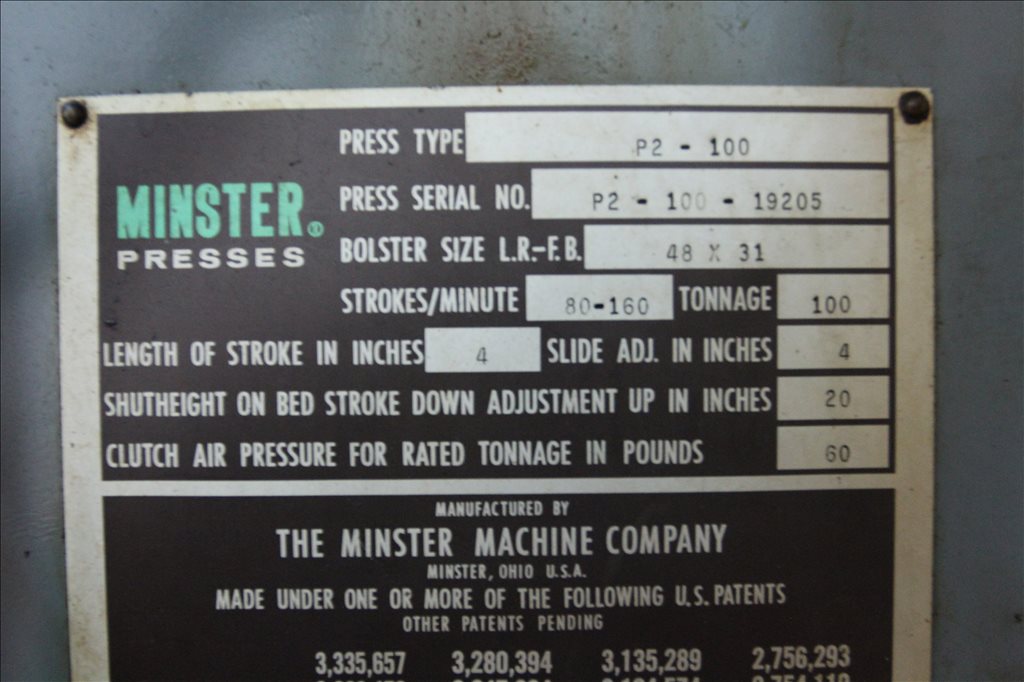 PRESS TYPE P2 - 100
MINSTER®
PRESSES
PRESS SERIAL NO. P2 - 100 - 19205
BOLSTER SIZE L.R.-F.B. 48 X 31
STROKES/MINUTE 80-160 TONNAGE 100
LENGTH OF STROKE IN INCHES 4 SLIDE ADJ. IN INCHES 4
SHUTHEIGHT ON BED STROKE DOWN ADJUSTMENT UP IN INCHES 20
CLUTCH AIR PRESSURE FOR RATED TONNAGE IN POUNDS 60
MANUFACTURED BY
THE MINSTER MACHINE COMPANY
MINSTER, OHIO U.S.A.
MADE UNDER ONE OR MORE OF THE FOLLOWING U.S. PATENTS
OTHER PATENTS PENDING
3,335,657 3,280,394 3,135,289 2,756,293